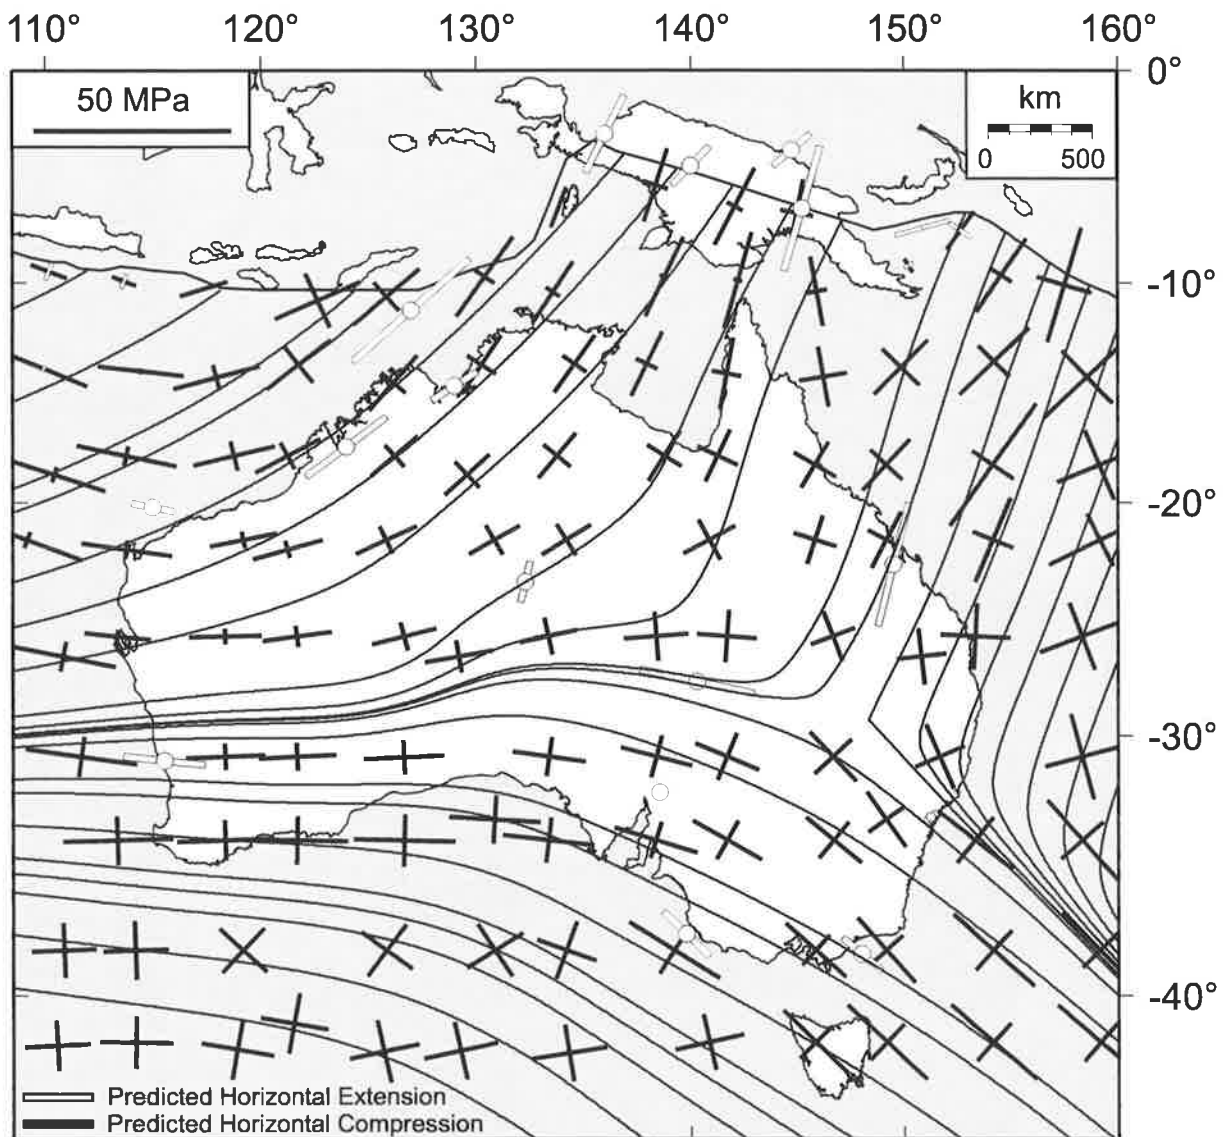 110° 120° 130° 140° 150° 160°
0°
50 MPa
km
0 500
-10°
-20°
-30°
-40°
Predicted Horizontal Extension
Predicted Horizontal Compression